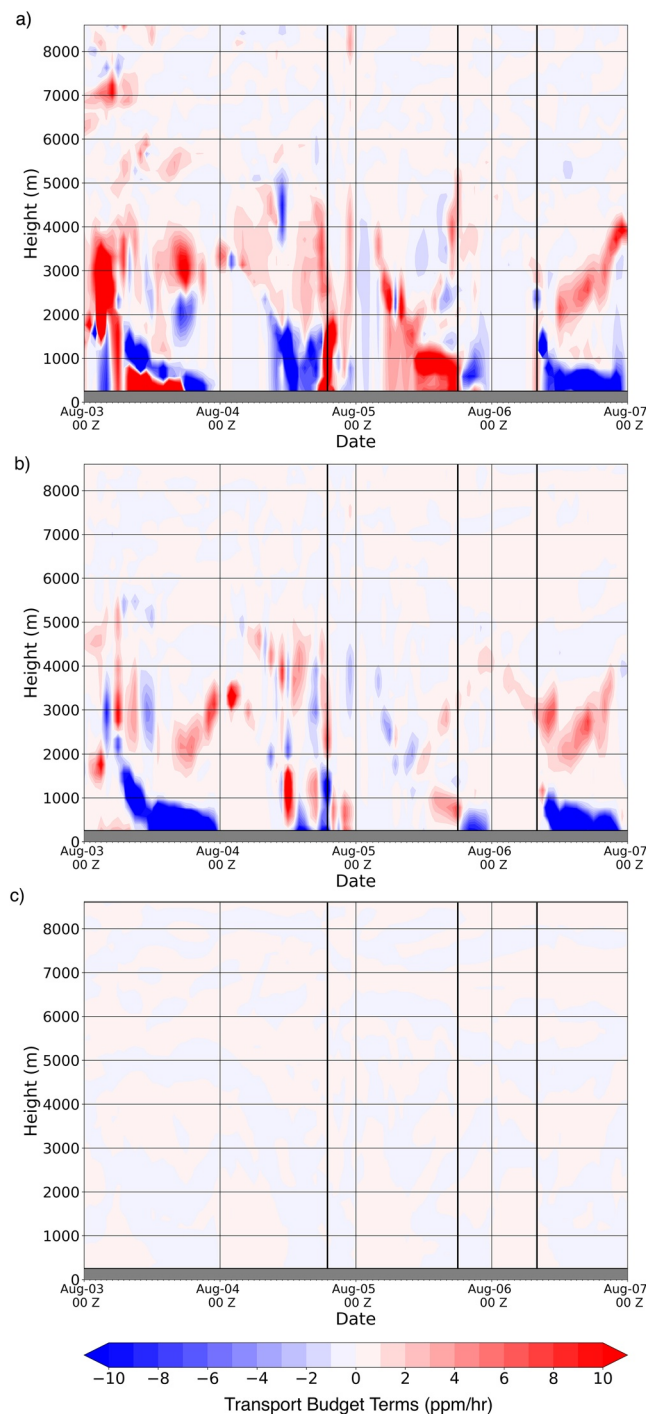 a)
8000
7000
6000
5000
4000
3000
2000
1000
0
Height (m)
Aug-03 Aug-04 Aug-05 Aug-06 Aug-07
00 Z 00 Z 00 Z 00 Z 00 Z
Date
b)
8000
7000
6000
5000
4000
3000
2000
1000
0
Height (m)
Aug-03 Aug-04 Aug-05 Aug-06 Aug-07
00 Z 00 Z 00 Z 00 Z 00 Z
Date
c)
8000
7000
6000
5000
4000
3000
2000
1000
0
Height (m)
Aug-03 Aug-04 Aug-05 Aug-06 Aug-07
00 Z 00 Z 00 Z 00 Z 00 Z
Date
−10 −8 −6 −4 −2 0 2 4 6 8 10
Transport Budget Terms (ppm/hr)